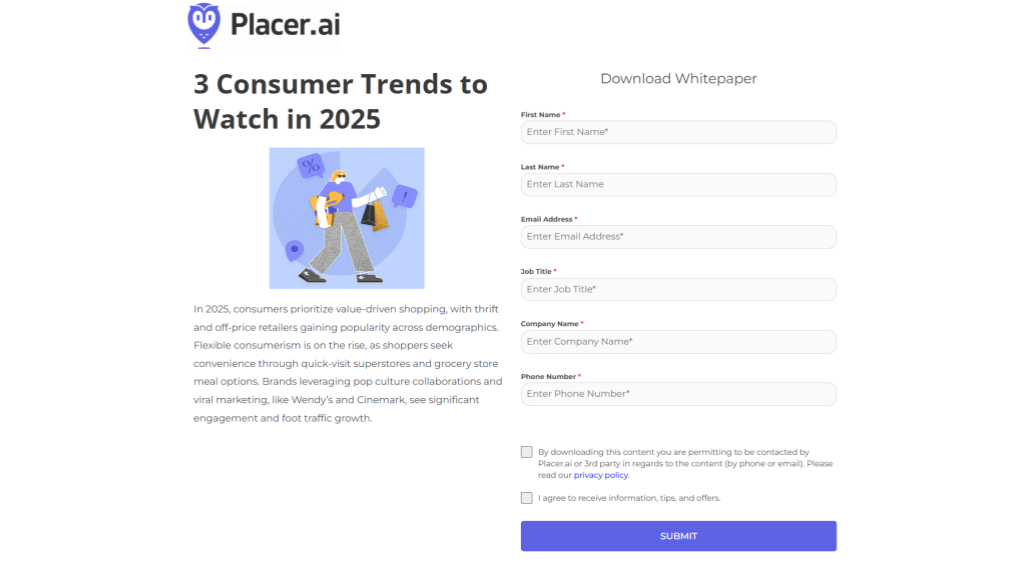 Placer.ai
3 Consumer Trends to
Watch in 2025
%
!
In 2025, consumers prioritize value-driven shopping, with thrift
and off-price retailers gaining popularity across demographics.
Flexible consumerism is on the rise, as shoppers seek
convenience through quick-visit superstores and grocery store
meal options. Brands leveraging pop culture collaborations and
viral marketing, like Wendy's and Cinemark, see significant
engagement and foot traffic growth.
Download Whitepaper
First Name *
Enter First Name*
Last Name *
Enter Last Name
Email Address *
Enter Email Address*
Job Title *
Enter Job Title*
Company Name *
Enter Company Name*
Phone Number *
Enter Phone Number*
By downloading this content you are permitting to be contacted by
Placer.ai or 3rd party in regards to the content (by phone or email). Please
read our privacy policy.
I agree to receive information, tips, and offers.
SUBMIT